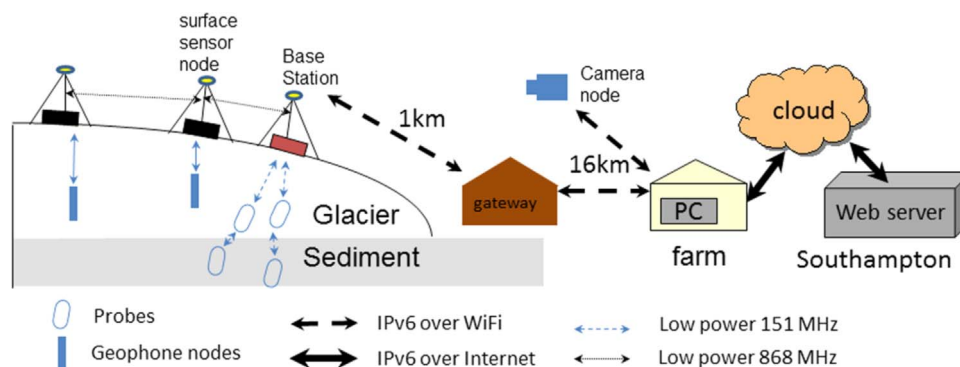 surface
sensor
node
Base
Station
Camera
node
cloud
1km
16km
gateway
PC
Web server
Glacier
Sediment
farm
Southampton
Probes
IPv6 over WiFi
Low power 151 MHz
Geophone nodes
IPv6 over Internet
Low power 868 MHz